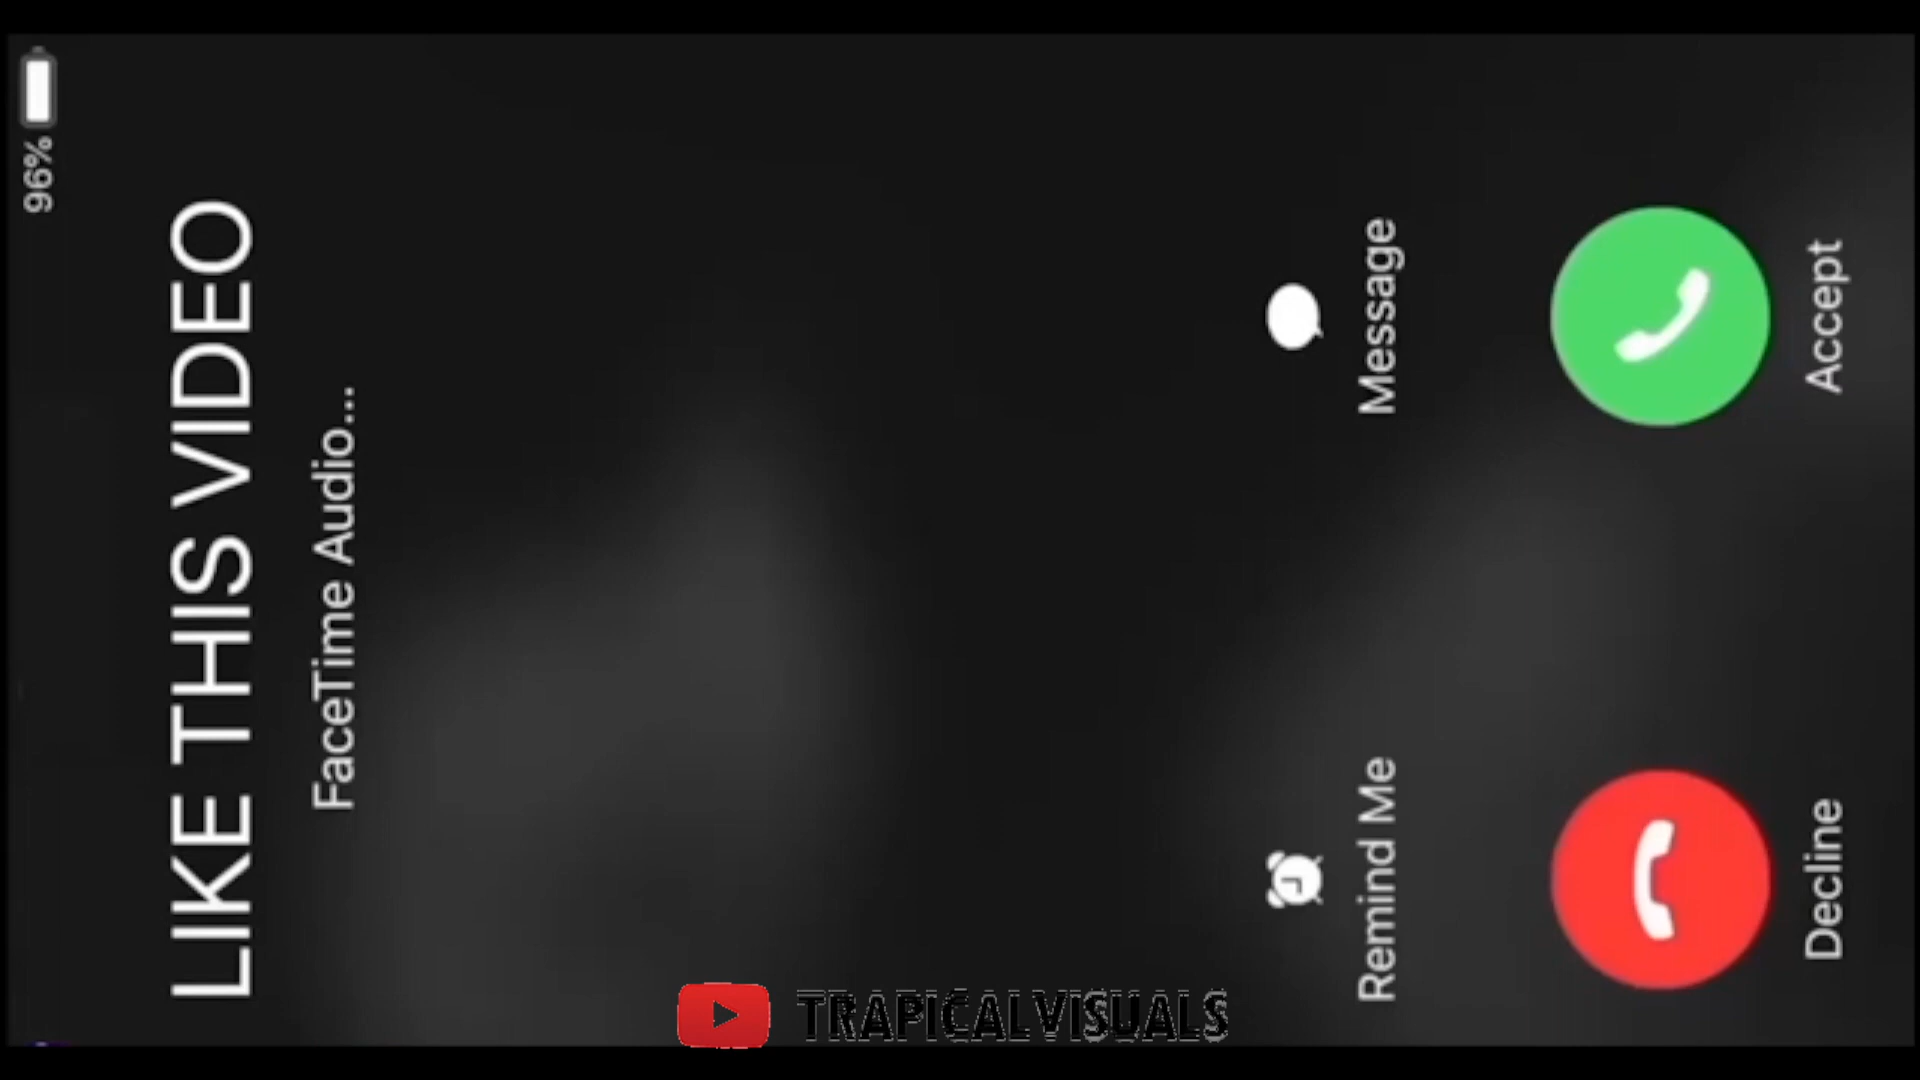 96%
LIKE THIS VIDEO
FaceTime Audio...
Remind Me
Message
Decline
Accept
TRAPICALVISUALS